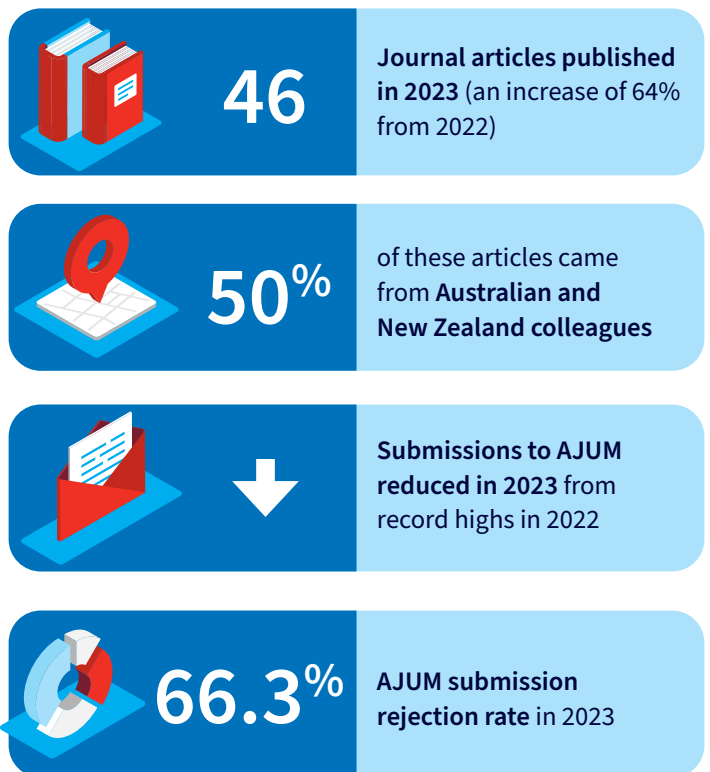 46
Journal articles published
in 2023 (an increase of 64%
from 2022)
50%
of these articles came
from Australian and
New Zealand colleagues
Submissions to AJUM
reduced in 2023 from
record highs in 2022
66.3%
AJUM submission
rejection rate in 2023